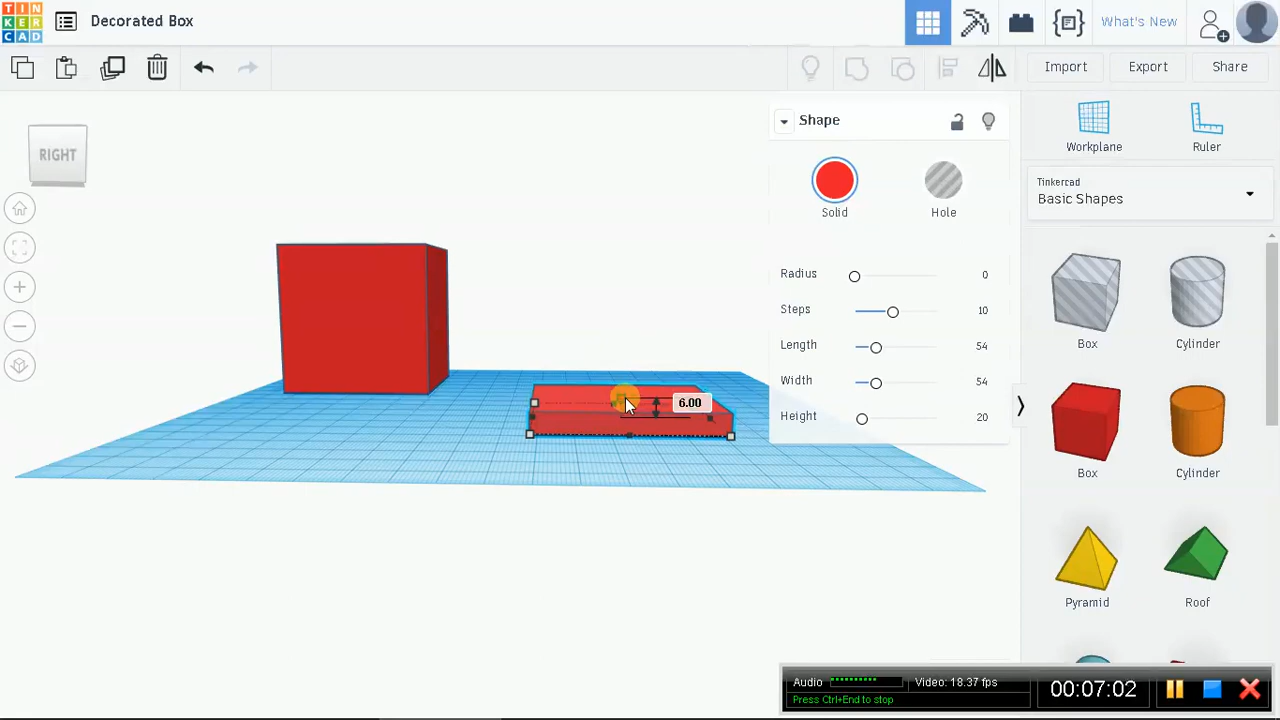 TIN
KER
CAD
Decorated Box
What's New
Import
Export
Share
RIGHT
Shape
Solid
Hole
Radius 0
Steps 10
Length 54
Width 54
Height 20
6.00
Workplane
Ruler
Tinkercad
Basic Shapes
Box
Cylinder
Box
Cylinder
Pyramid
Roof
Audio
Video: 18.37 fps
Press Ctrl+End to stop
00:07:02